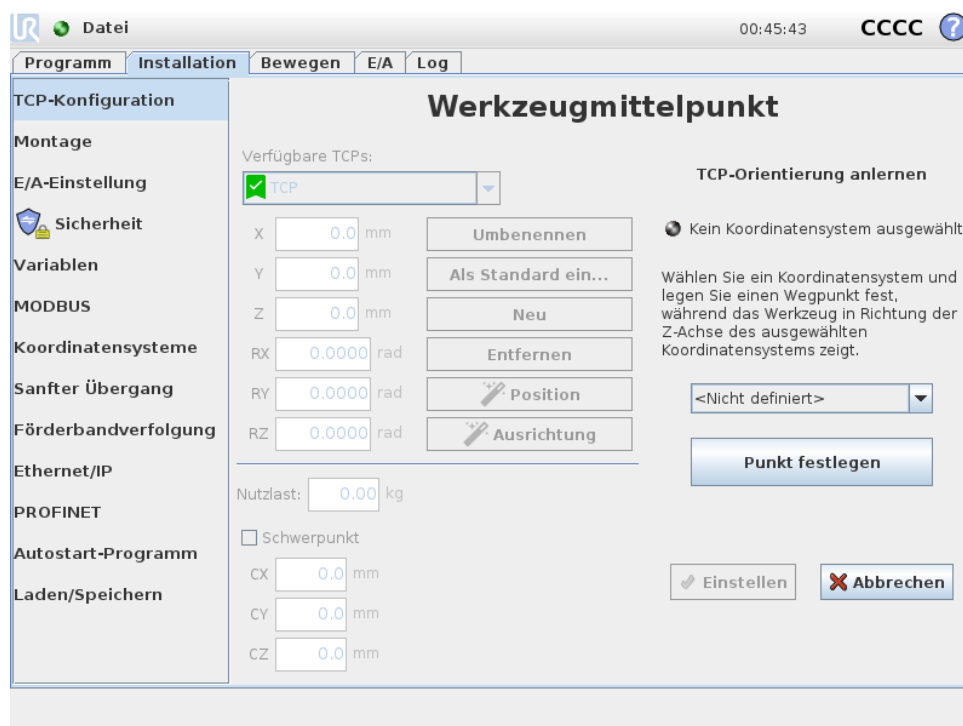 UR Datei 00:45:43 CCCC ?
Programm Installation Bewegen E/A Log
TCP-Konfiguration
Montage
E/A-Einstellung
Sicherheit
Variablen
MODBUS
Koordinatensysteme
Sanfter Übergang
Förderbandverfolgung
Ethernet/IP
PROFINET
Autostart-Programm
Laden/Speichern
Werkzeugmittelpunkt
Verfügbare TCPs:
TCP
X 0.0 mm Umbenennen
Y 0.0 mm Als Standard ein...
Z 0.0 mm Neu
RX 0.0000 rad Entfernen
RY 0.0000 rad Position
RZ 0.0000 rad Ausrichtung
Nutzlast: 0.00 kg
Schwerpunkt
CX 0.0 mm
CY 0.0 mm
CZ 0.0 mm
TCP-Orientierung anlernen
Kein Koordinatensystem ausgewählt
Wählen Sie ein Koordinatensystem und
legen Sie einen Wegpunkt fest,
während das Werkzeug in Richtung der
Z-Achse des ausgewählten
Koordinatensystems zeigt.
<Nicht definiert>
Punkt festlegen
Einstellen Abbrechen